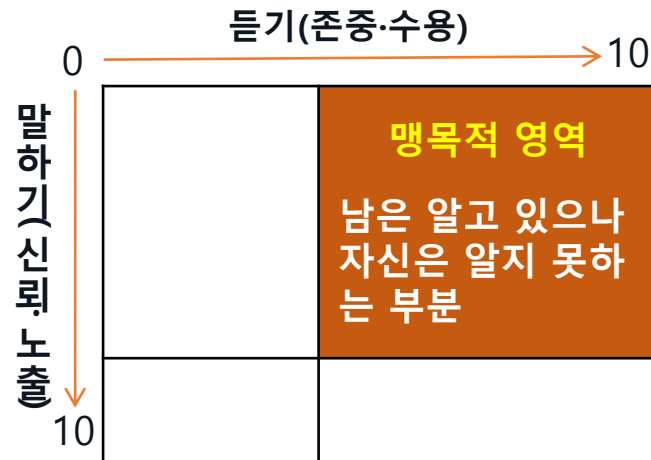 듣기(존중·수용)
0
10
말하기(신뢰·노출)
10
맹목적 영역
남은 알고 있으나
자신은 알지 못하
는 부분